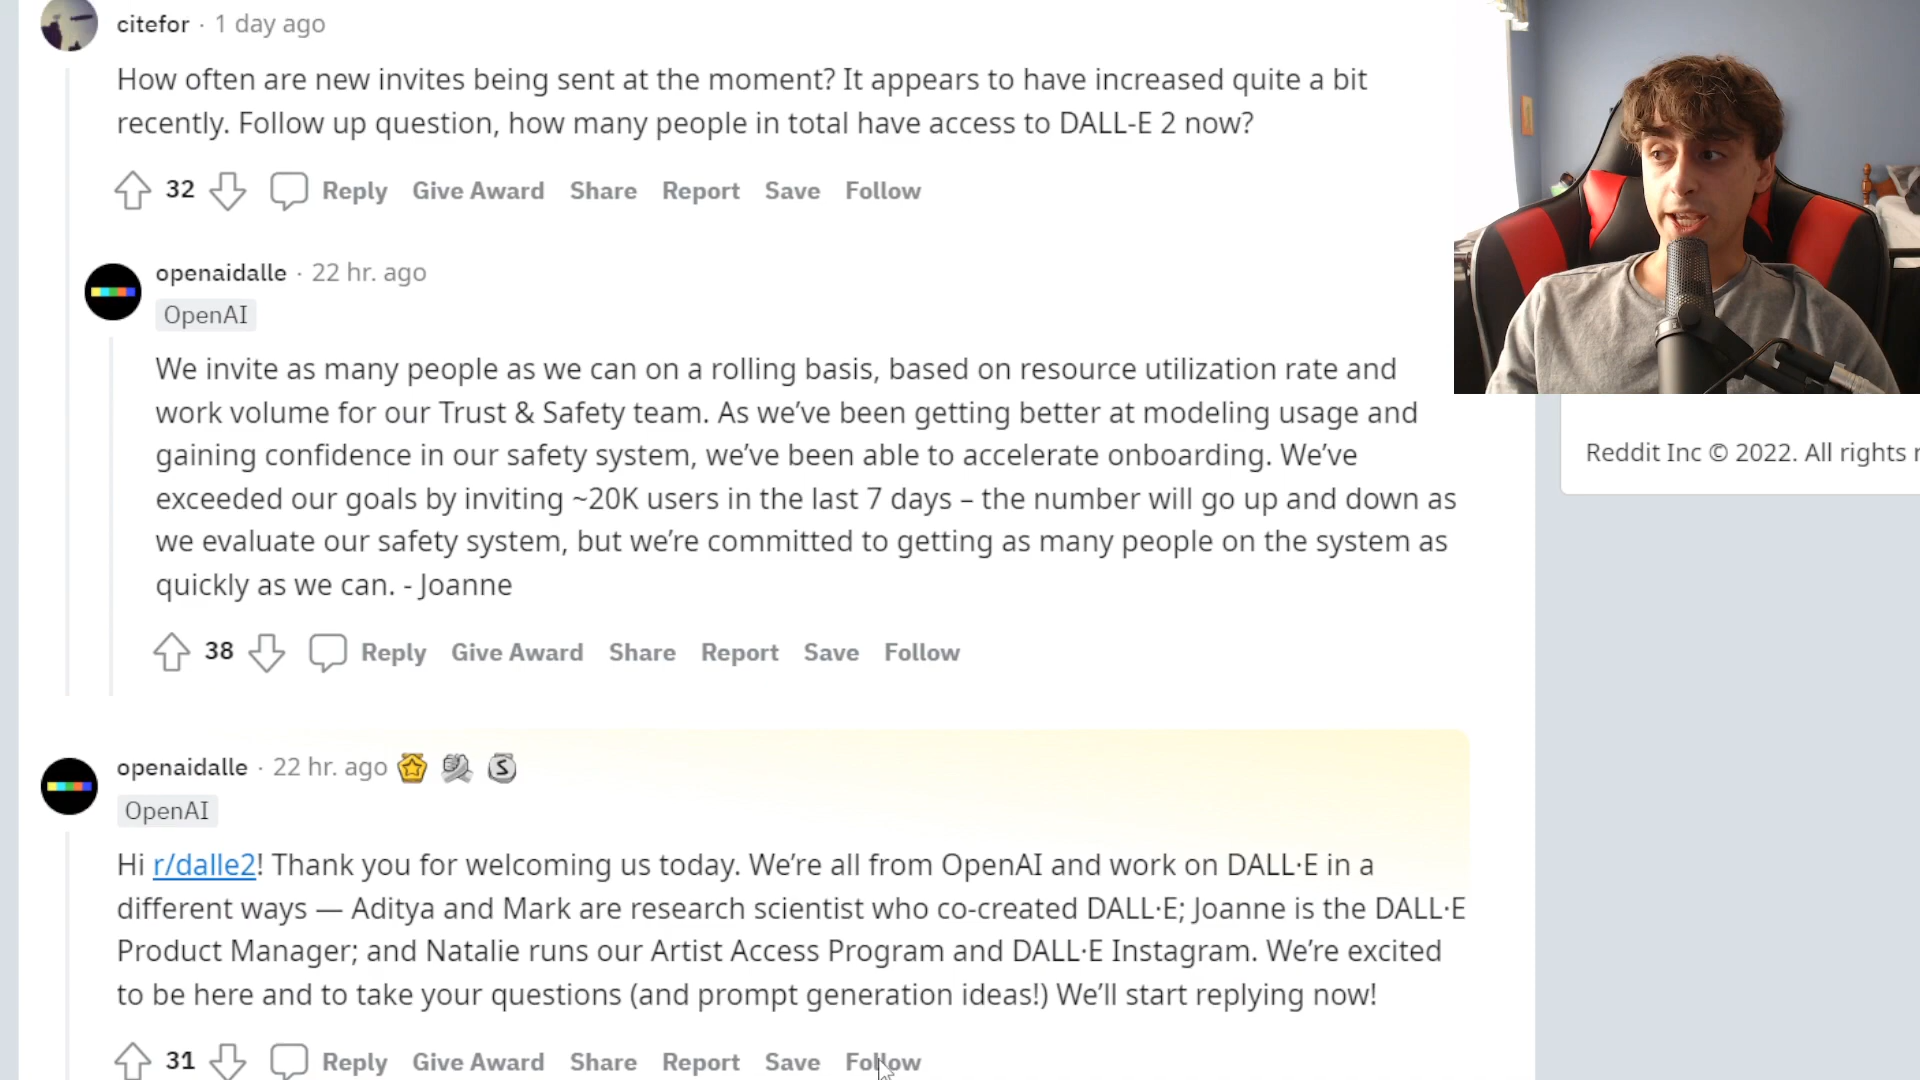 citefor · 1 day ago
How often are new invites being sent at the moment? It appears to have increased quite a bit
recently. Follow up question, how many people in total have access to DALL-E 2 now?
32 Reply Give Award Share Report Save Follow
openaidalle · 22 hr. ago
OpenAI
We invite as many people as we can on a rolling basis, based on resource utilization rate and
work volume for our Trust & Safety team. As we’ve been getting better at modeling usage and
gaining confidence in our safety system, we’ve been able to accelerate onboarding. We’ve
exceeded our goals by inviting ~20K users in the last 7 days – the number will go up and down as
we evaluate our safety system, but we’re committed to getting as many people on the system as
quickly as we can. - Joanne
38 Reply Give Award Share Report Save Follow
openaidalle · 22 hr. ago
OpenAI
Hi r/dalle2! Thank you for welcoming us today. We’re all from OpenAI and work on DALL·E in a
different ways — Aditya and Mark are research scientist who co-created DALL·E; Joanne is the DALL·E
Product Manager; and Natalie runs our Artist Access Program and DALL·E Instagram. We’re excited
to be here and to take your questions (and prompt generation ideas!) We’ll start replying now!
31 Reply Give Award Share Report Save Follow
Reddit Inc © 2022. All rights